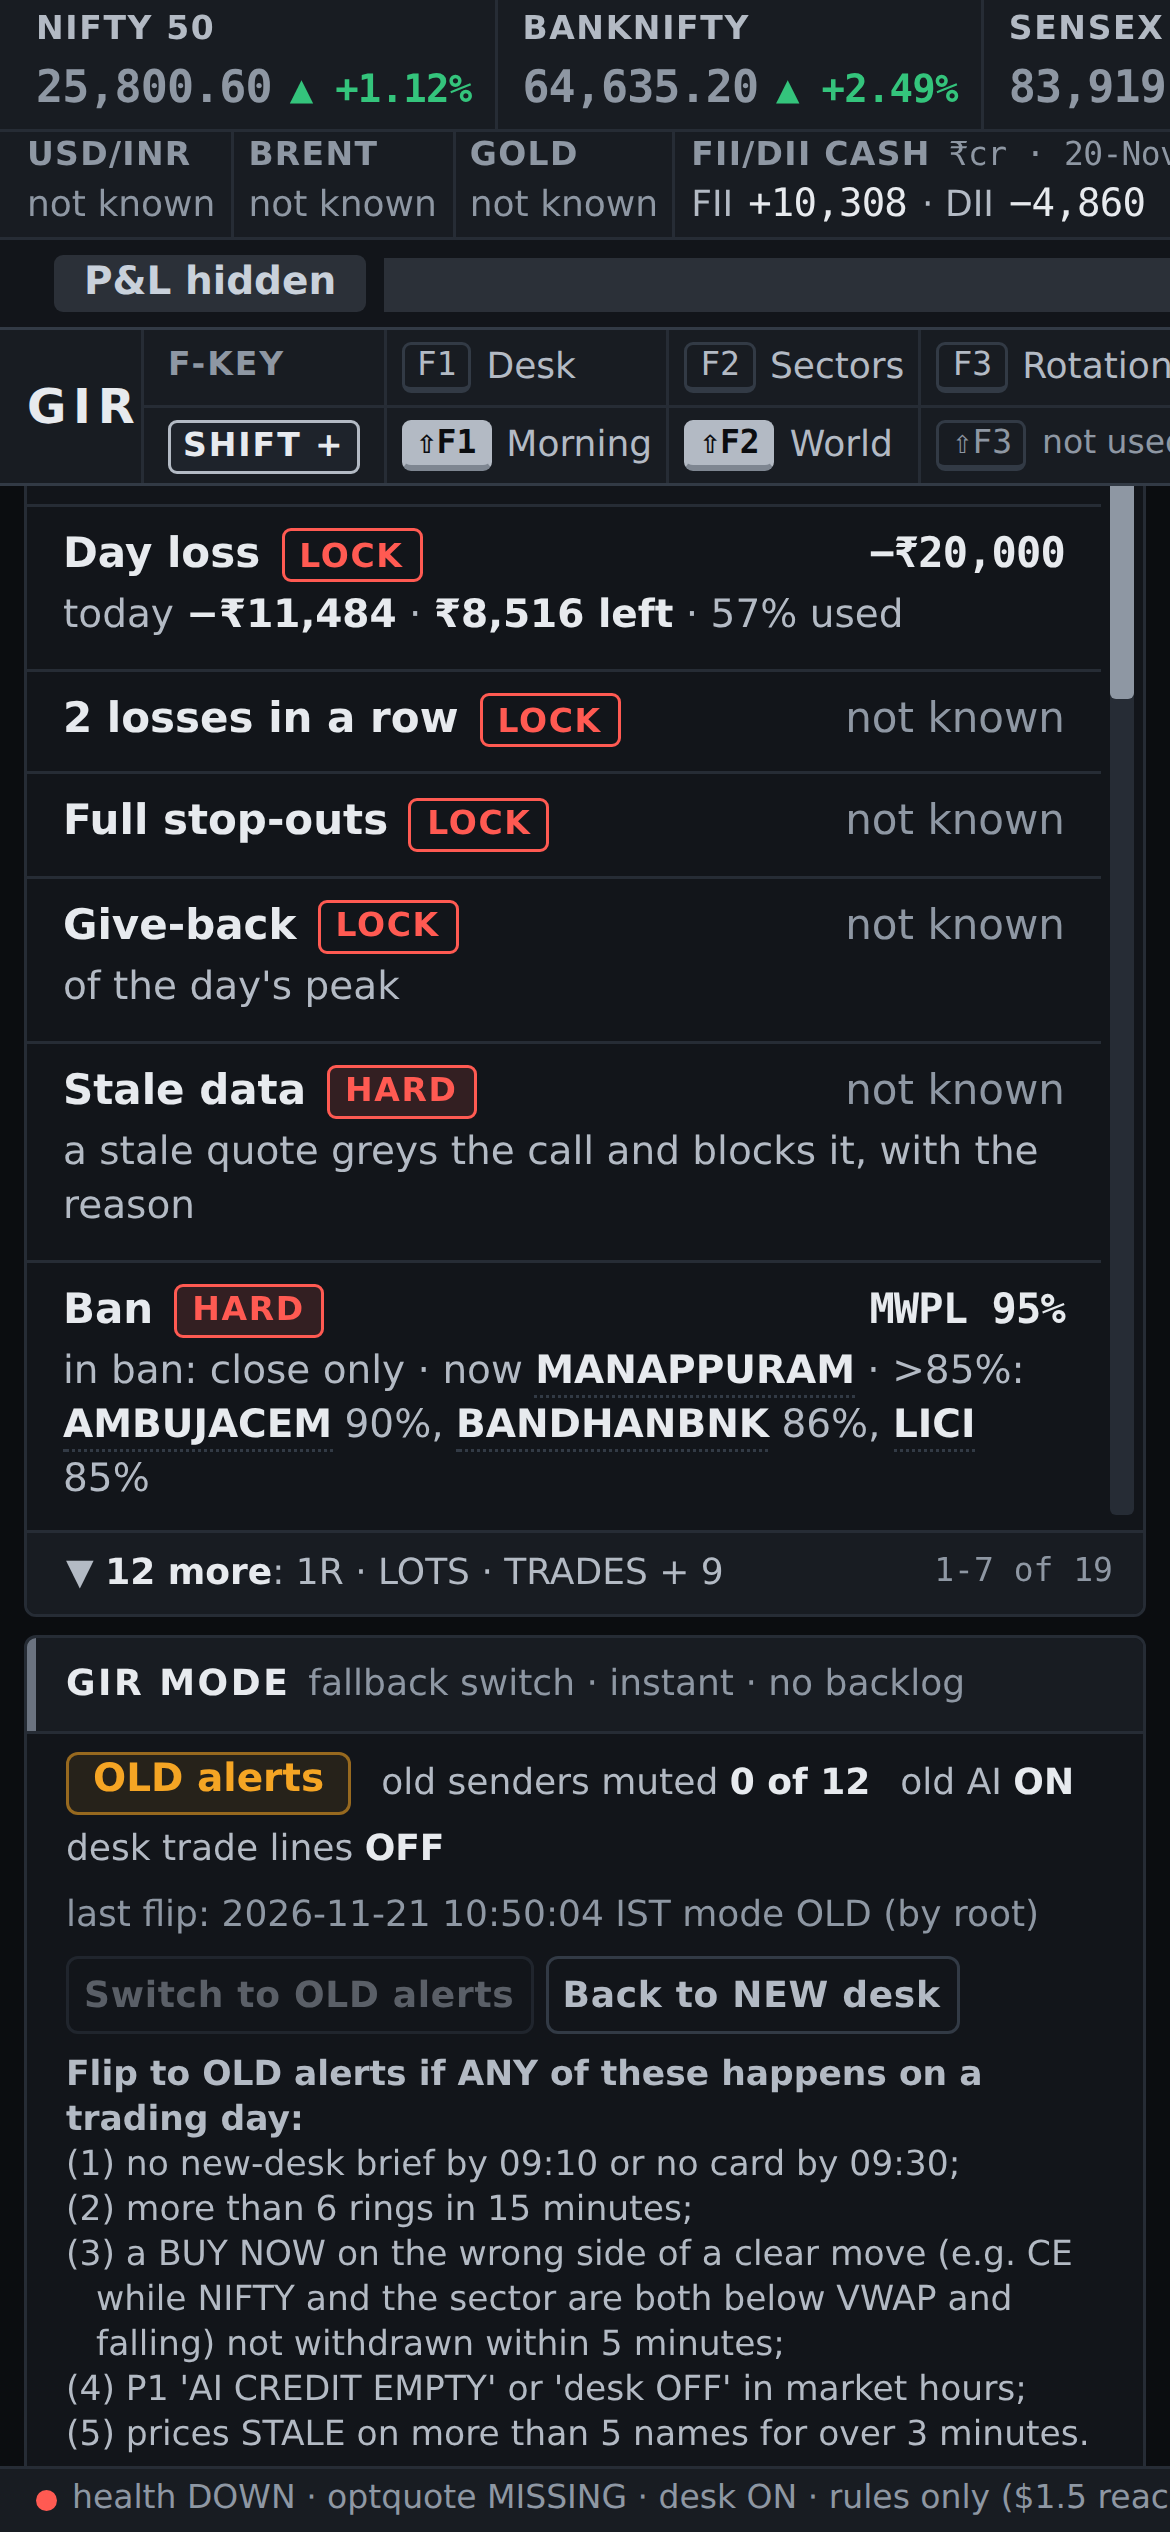 NIFTY 50 BANKNIFTY SENSEX
25,800.60 ▲ +1.12% 64,635.20 ▲ +2.49% 83,919
USD/INR BRENT GOLD FII/DII CASH ₹cr · 20-Nov
not known not known not known FII +10,308 · DII −4,860
P&L hidden
GIR
F-KEY F1 Desk F2 Sectors F3 Rotation
SHIFT + ⇧F1 Morning ⇧F2 World ⇧F3 not used
Day loss LOCK −₹20,000
today −₹11,484 · ₹8,516 left · 57% used
2 losses in a row LOCK not known
Full stop-outs LOCK not known
Give-back LOCK not known
of the day's peak
Stale data HARD not known
a stale quote greys the call and blocks it, with the
reason
Ban HARD MWPL 95%
in ban: close only · now MANAPPURAM · >85%:
AMBUJACEM 90%, BANDHANBNK 86%, LICI
85%
▼ 12 more: 1R · LOTS · TRADES + 9 1-7 of 19
GIR MODE fallback switch · instant · no backlog
OLD alerts old senders muted 0 of 12 old AI ON
desk trade lines OFF
last flip: 2026-11-21 10:50:04 IST mode OLD (by root)
Switch to OLD alerts Back to NEW desk
Flip to OLD alerts if ANY of these happens on a
trading day:
(1) no new-desk brief by 09:10 or no card by 09:30;
(2) more than 6 rings in 15 minutes;
(3) a BUY NOW on the wrong side of a clear move (e.g. CE
while NIFTY and the sector are both below VWAP and
falling) not withdrawn within 5 minutes;
(4) P1 'AI CREDIT EMPTY' or 'desk OFF' in market hours;
(5) prices STALE on more than 5 names for over 3 minutes.
health DOWN · optquote MISSING · desk ON · rules only ($1.5 reac